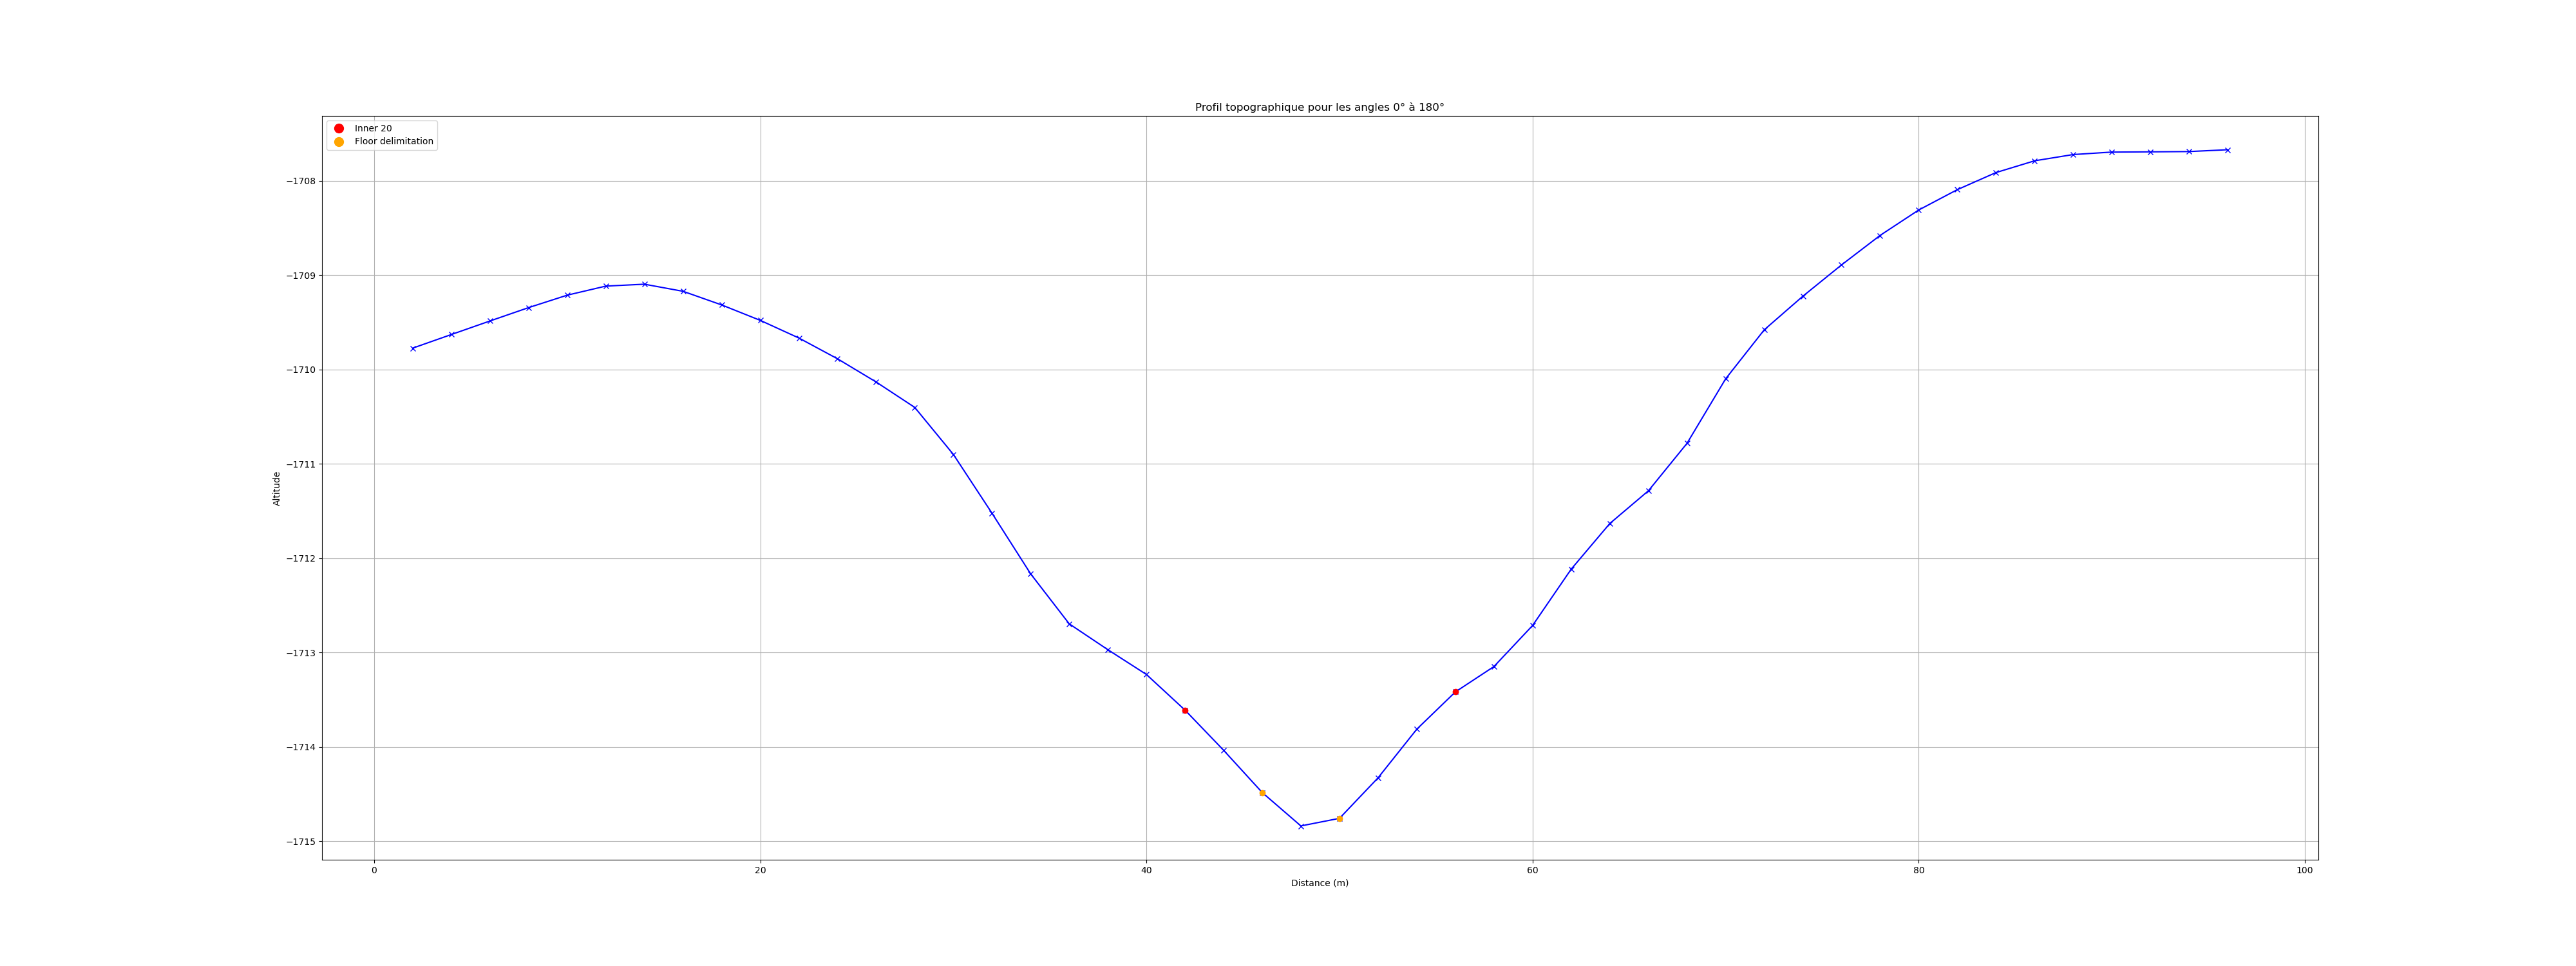 Profil topographique pour les angles 0° à 180°
Inner 20
Floor delimitation
Altitude
−1708
−1709
−1710
−1711
−1712
−1713
−1714
−1715
0 20 40 60 80 100
Distance (m)